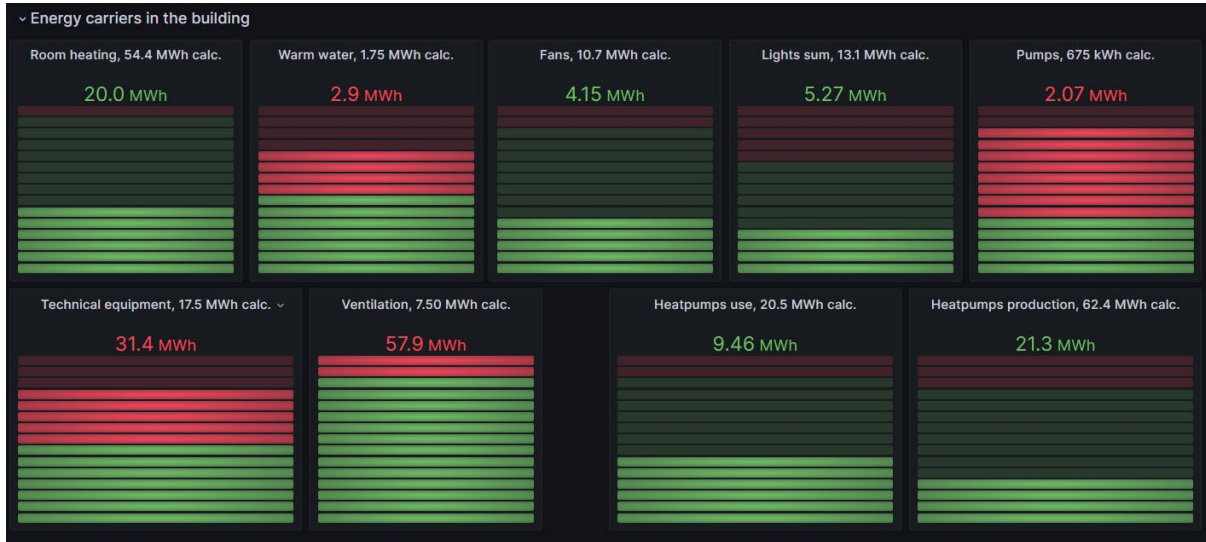 Energy carriers in the building
Room heating, 54.4 MWh calc.
20.0 MWh
Warm water, 1.75 MWh calc.
2.9 MWh
Fans, 10.7 MWh calc.
4.15 MWh
Lights sum, 13.1 MWh calc.
5.27 MWh
Pumps, 675 kWh calc.
2.07 MWh
Technical equipment, 17.5 MWh calc.
31.4 MWh
Ventilation, 7.50 MWh calc.
57.9 MWh
Heatpumps use, 20.5 MWh calc.
9.46 MWh
Heatpumps production, 62.4 MWh calc.
21.3 MWh